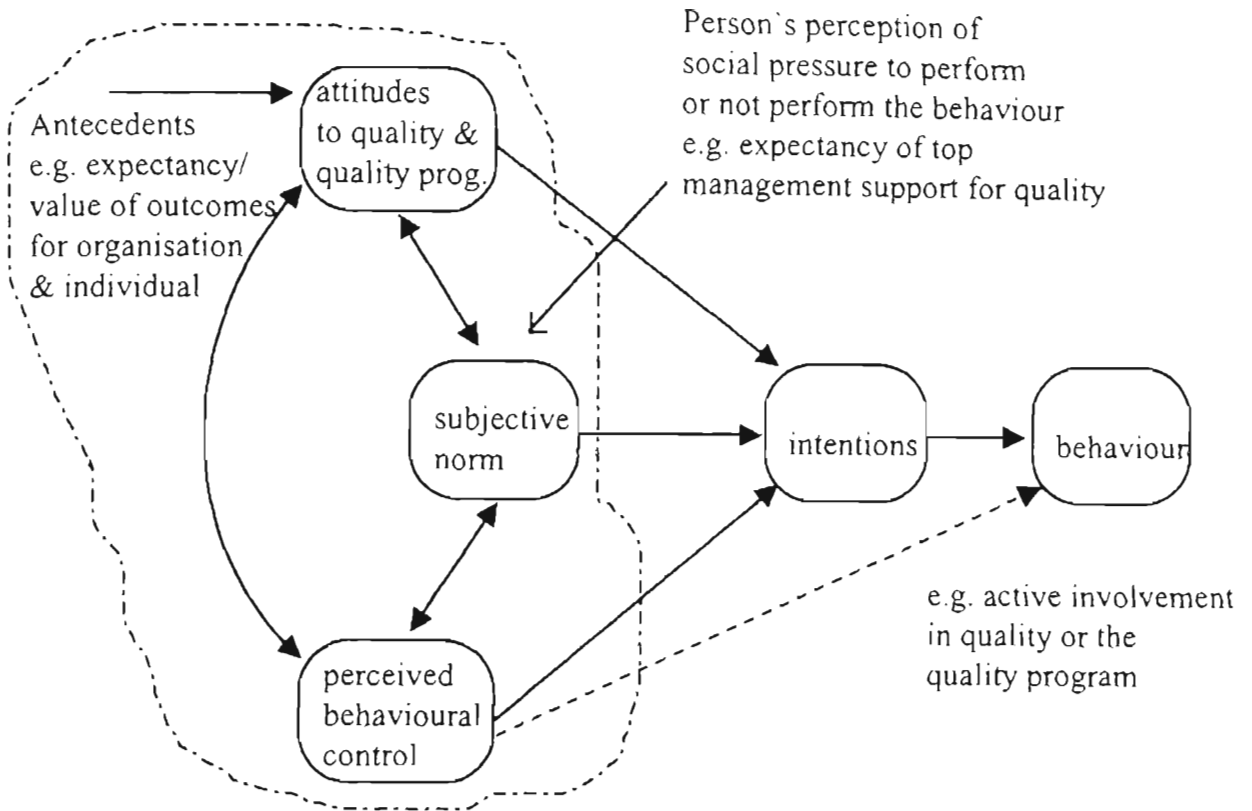 Person`s perception of
social pressure to perform
or not perform the behaviour
e.g. expectancy of top
management support for quality
attitudes
to quality &
quality prog.
Antecedents
e.g. expectancy/
value of outcomes
for organisation
& individual
subjective
norm
intentions
behaviour
e.g. active involvement
in quality or the
quality program
perceived
behavioural
control